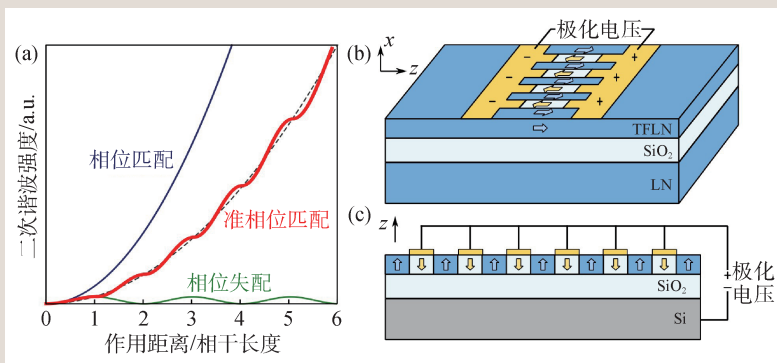 (a)
二次谐波强度/a.u.
相位匹配
准相位匹配
相位失配
0 1 2 3 4 5 6
作用距离/相干长度
(b)
x
z
极化电压
− +
− +
− +
TFLN
SiO₂
LN
(c)
z
SiO₂
Si
+
−
极化
电压